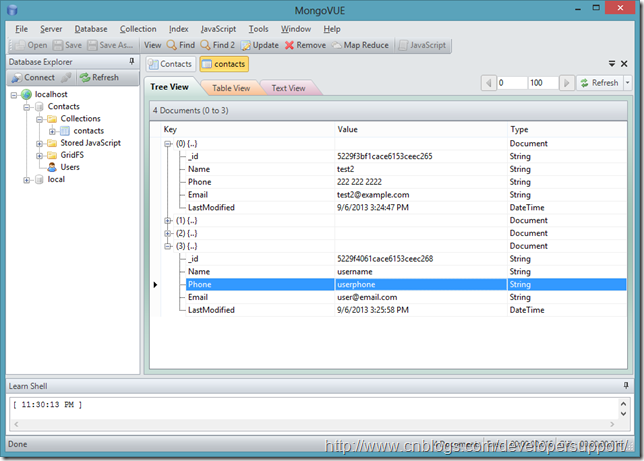 MongoVUE
File Server Database Collection Index JavaScript Tools Window Help
Open Save Save As... View Find Find 2 Update Remove Map Reduce JavaScript
Database Explorer
Connect Refresh
localhost
Contacts
Collections
contacts
Stored JavaScript
GridFS
Users
local
Contacts contacts
Tree View Table View Text View
0 100 Refresh
4 Documents (0 to 3)
Key Value Type
(0) {..} Document
_id 5229f3bf1cace6153ceec265 String
Name test2 String
Phone 222 222 2222 String
Email test2@example.com String
LastModified 9/6/2013 3:24:47 PM DateTime
(1) {..} Document
(2) {..} Document
(3) {..} Document
_id 5229f4061cace6153ceec268 String
Name username String
Phone userphone String
Email user@email.com String
LastModified 9/6/2013 3:25:58 PM DateTime
Learn Shell
[ 11:30:13 PM ]
Done
http://www.cnblogs.com/developersupport/